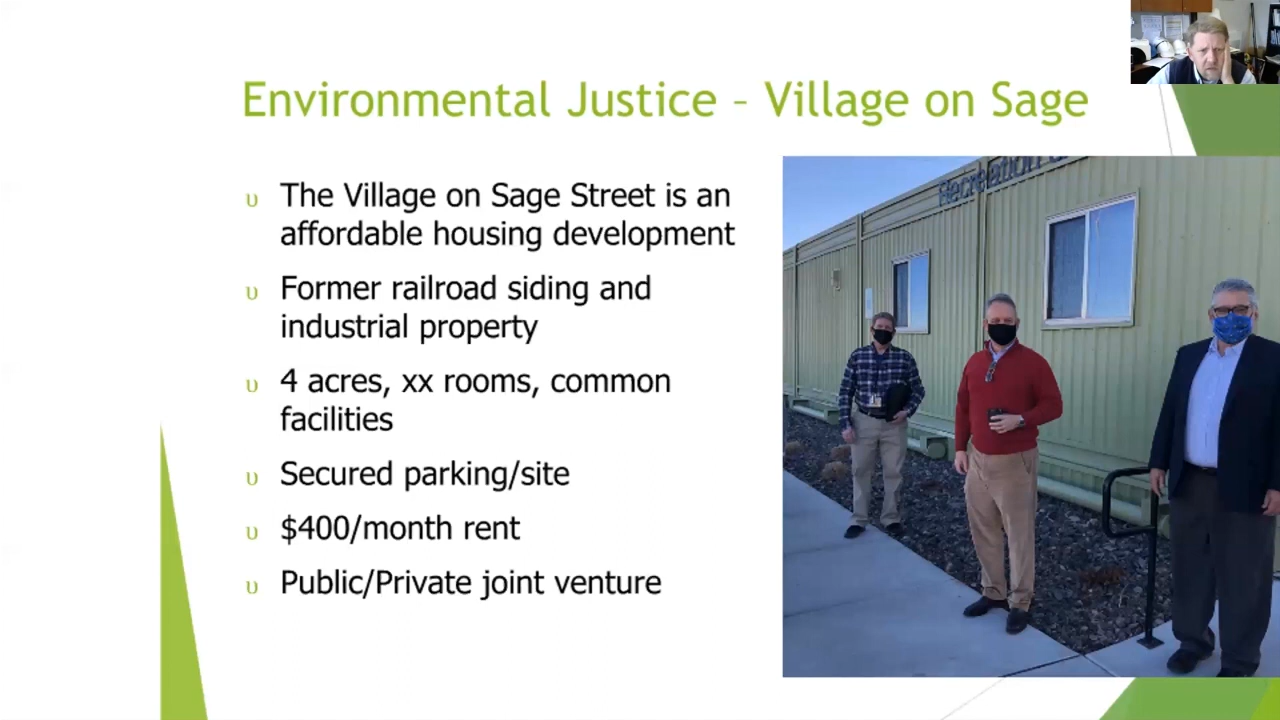 Environmental Justice – Village on Sage
υ The Village on Sage Street is an
affordable housing development
υ Former railroad siding and
industrial property
υ 4 acres, xx rooms, common
facilities
υ Secured parking/site
υ $400/month rent
υ Public/Private joint venture
Recreation